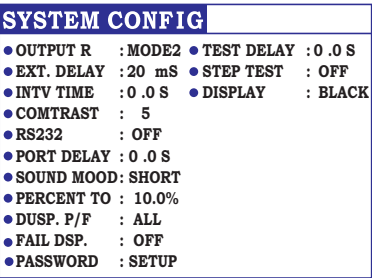 SYSTEM CONFIG
OUTPUT R : MODE2 TEST DELAY : 0 .0 S
EXT. DELAY : 20 mS STEP TEST : OFF
INTV TIME : 0 .0 S DISPLAY : BLACK
COMTRAST : 5
RS232 : OFF
PORT DELAY : 0 .0 S
SOUND MOOD: SHORT
PERCENT TO : 10.0%
DUSP. P/F : ALL
FAIL DSP. : OFF
PASSWORD : SETUP